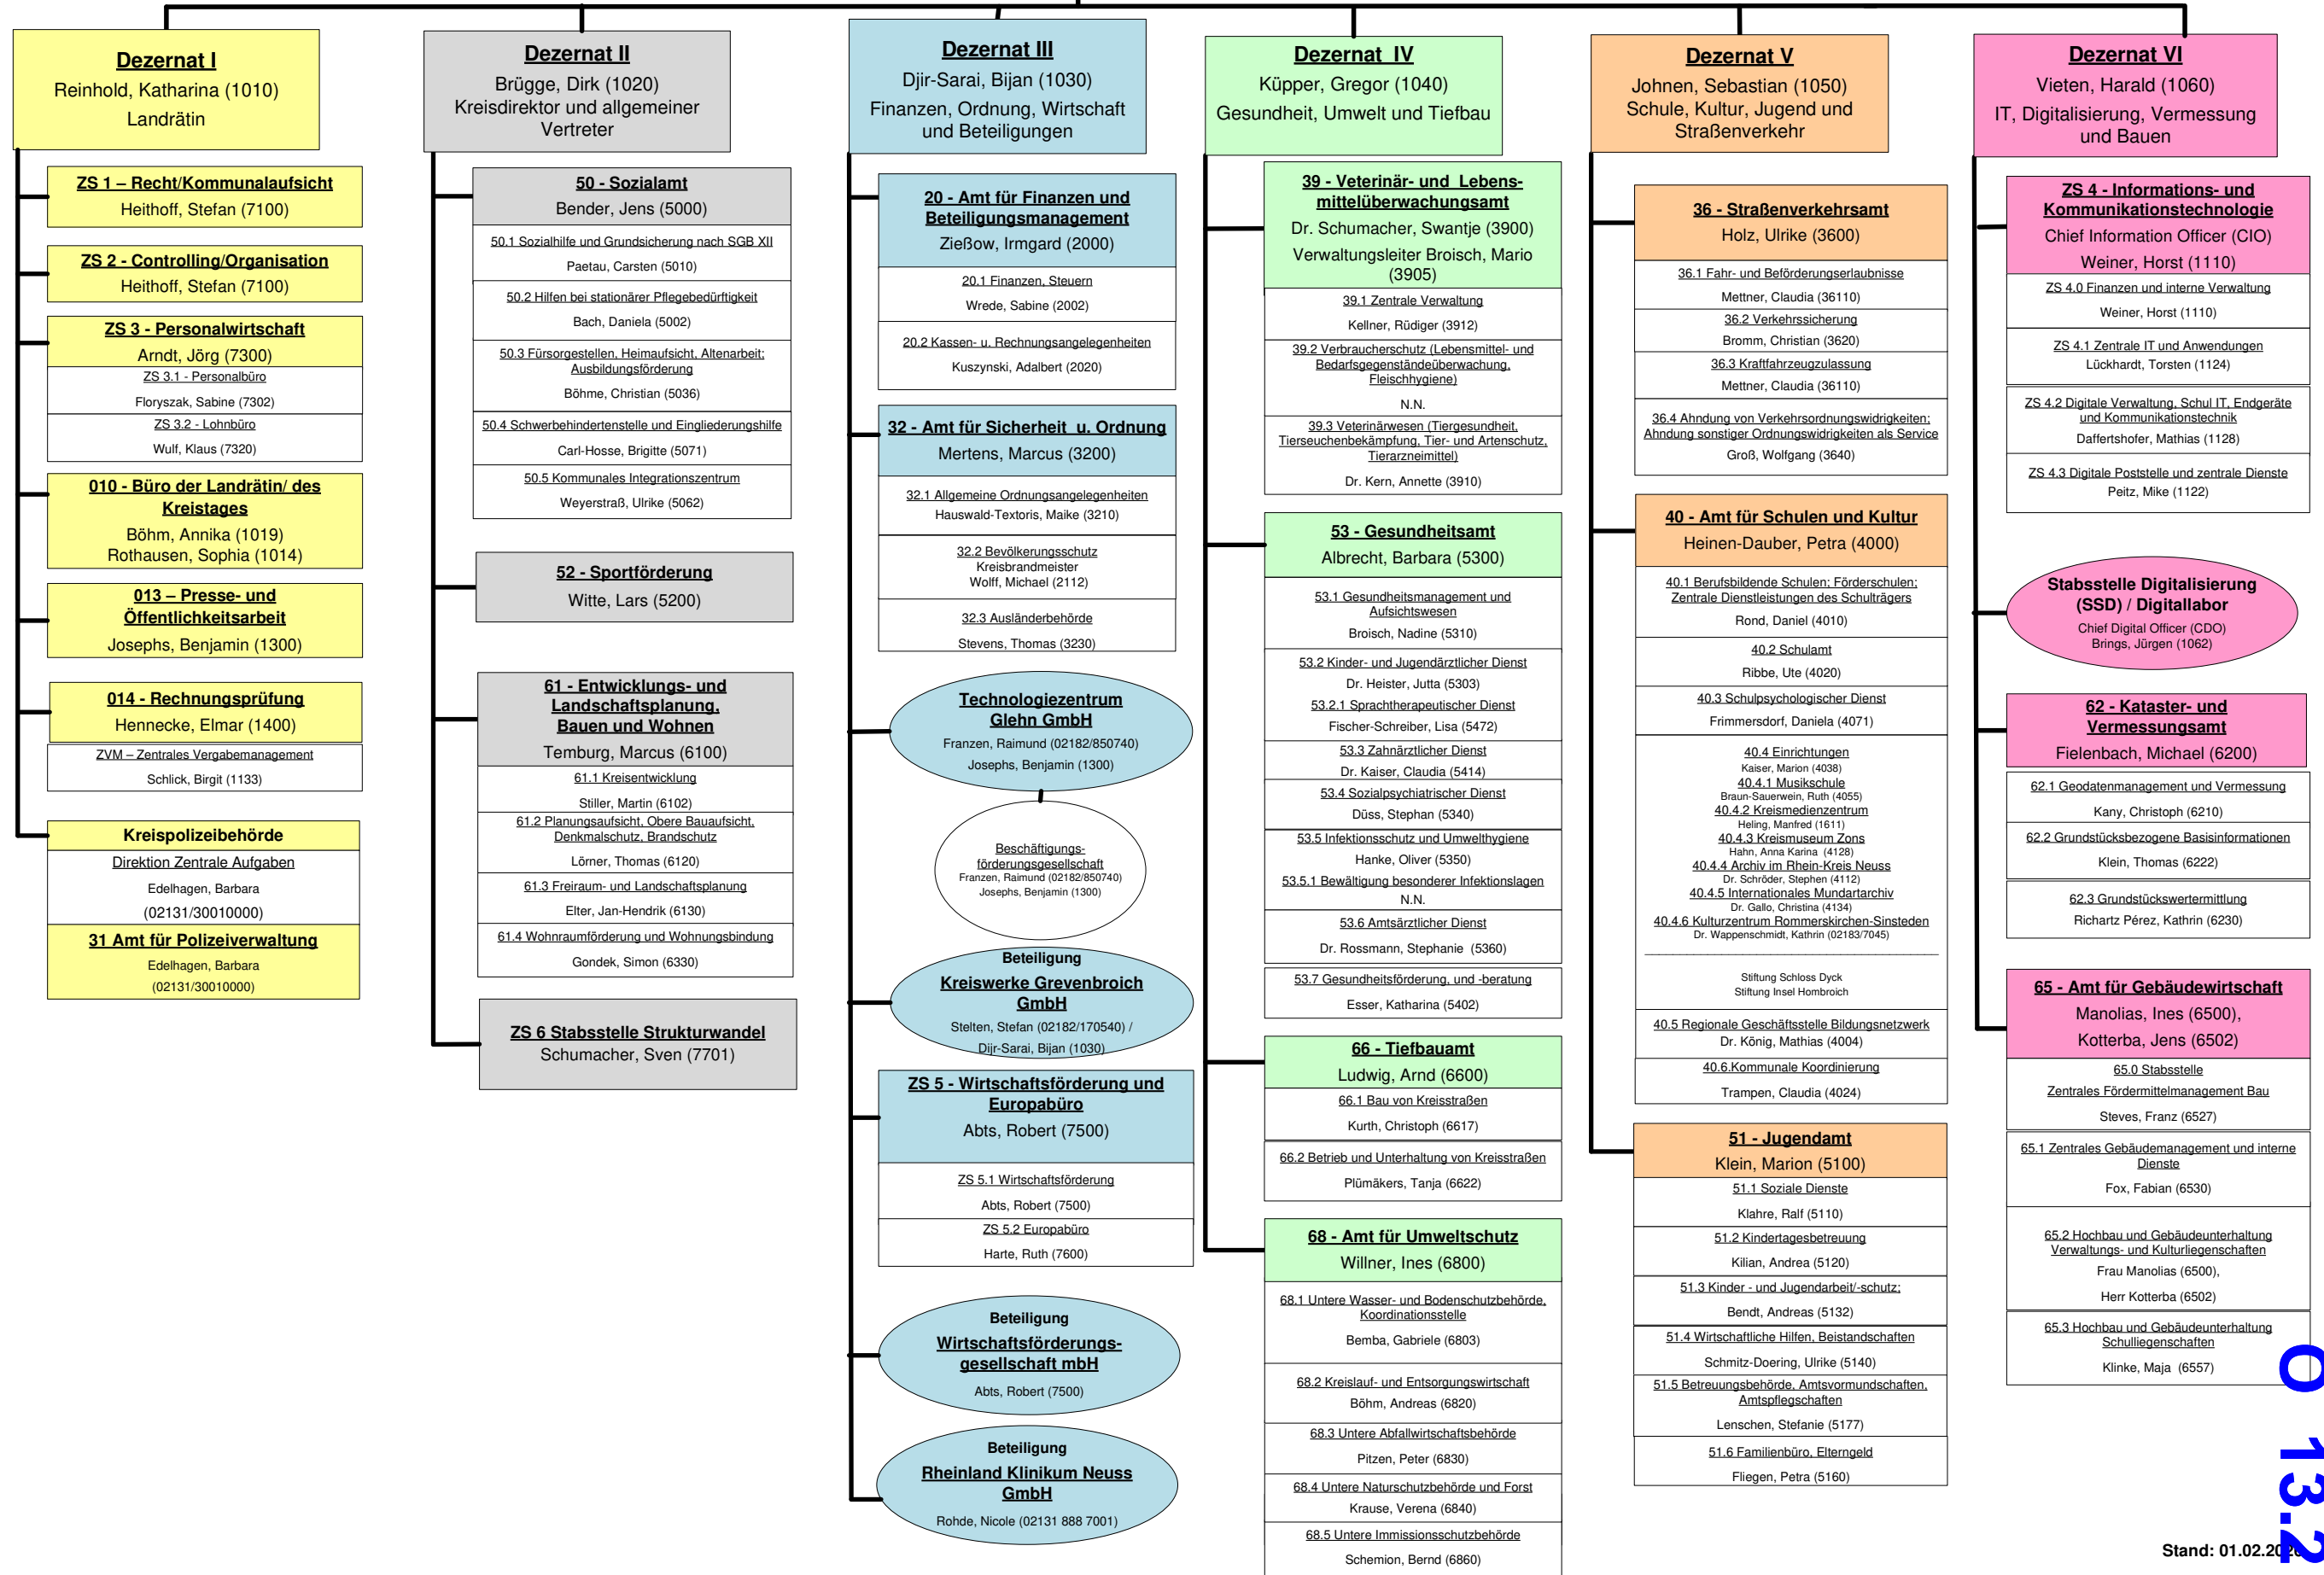 Dezernat I
Reinhold, Katharina (1010)
Landrätin
ZS 1 – Recht/Kommunalaufsicht
Heithoff, Stefan (7100)
ZS 2 - Controlling/Organisation
Heithoff, Stefan (7100)
ZS 3 - Personalwirtschaft
Arndt, Jörg (7300)
ZS 3.1 - Personalbüro
Floryszak, Sabine (7302)
ZS 3.2 - Lohnbüro
Wulf, Klaus (7320)
010 - Büro der Landrätin/ des
Kreistages
Böhm, Annika (1019)
Rothausen, Sophia (1014)
013 – Presse- und
Öffentlichkeitsarbeit
Josephs, Benjamin (1300)
014 - Rechnungsprüfung
Hennecke, Elmar (1400)
ZVM – Zentrales Vergabemanagement
Schlick, Birgit (1133)
Kreispolizeibehörde
Direktion Zentrale Aufgaben
Edelhagen, Barbara
(02131/30010000)
31 Amt für Polizeiverwaltung
Edelhagen, Barbara
(02131/30010000)
Dezernat II
Brügge, Dirk (1020)
Kreisdirektor und allgemeiner
Vertreter
50 - Sozialamt
Bender, Jens (5000)
50.1 Sozialhilfe und Grundsicherung nach SGB XII
Paetau, Carsten (5010)
50.2 Hilfen bei stationärer Pflegebedürftigkeit
Bach, Daniela (5002)
50.3 Fürsorgestellen, Heimaufsicht, Altenarbeit;
Ausbildungsförderung
Böhme, Christian (5036)
50.4 Schwerbehindertenstelle und Eingliederungshilfe
Carl-Hosse, Brigitte (5071)
50.5 Kommunales Integrationszentrum
Weyerstraß, Ulrike (5062)
52 - Sportförderung
Witte, Lars (5200)
61 - Entwicklungs- und
Landschaftsplanung,
Bauen und Wohnen
Temburg, Marcus (6100)
61.1 Kreisentwicklung
Stiller, Martin (6102)
61.2 Planungsaufsicht, Obere Bauaufsicht,
Denkmalschutz, Brandschutz
Lörner, Thomas (6120)
61.3 Freiraum- und Landschaftsplanung
Elter, Jan-Hendrik (6130)
61.4 Wohnraumförderung und Wohnungsbindung
Gondek, Simon (6330)
ZS 6 Stabsstelle Strukturwandel
Schumacher, Sven (7701)
Dezernat III
Djir-Sarai, Bijan (1030)
Finanzen, Ordnung, Wirtschaft
und Beteiligungen
20 - Amt für Finanzen und
Beteiligungsmanagement
Zießow, Irmgard (2000)
20.1 Finanzen, Steuern
Wrede, Sabine (2002)
20.2 Kassen- u. Rechnungsangelegenheiten
Kuszynski, Adalbert (2020)
32 - Amt für Sicherheit u. Ordnung
Mertens, Marcus (3200)
32.1 Allgemeine Ordnungsangelegenheiten
Hauswald-Textoris, Maike (3210)
32.2 Bevölkerungsschutz
Kreisbrandmeister
Wolff, Michael (2112)
32.3 Ausländerbehörde
Stevens, Thomas (3230)
Technologiezentrum
Glehn GmbH
Franzen, Raimund (02182/850740)
Josephs, Benjamin (1300)
Beschäftigungs-
förderungsgesellschaft
Franzen, Raimund (02182/850740)
Josephs, Benjamin (1300)
Beteiligung
Kreiswerke Grevenbroich
GmbH
Stelten, Stefan (02182/170540) /
Dijr-Sarai, Bijan (1030)
ZS 5 - Wirtschaftsförderung und
Europabüro
Abts, Robert (7500)
ZS 5.1 Wirtschaftsförderung
Abts, Robert (7500)
ZS 5.2 Europabüro
Harte, Ruth (7600)
Beteiligung
Wirtschaftsförderungs-
gesellschaft mbH
Abts, Robert (7500)
Beteiligung
Rheinland Klinikum Neuss
GmbH
Rohde, Nicole (02131 888 7001)
Dezernat IV
Küpper, Gregor (1040)
Gesundheit, Umwelt und Tiefbau
39 - Veterinär- und Lebens-
mittelüberwachungsamt
Dr. Schumacher, Swantje (3900)
Verwaltungsleiter Broisch, Mario
(3905)
39.1 Zentrale Verwaltung
Kellner, Rüdiger (3912)
39.2 Verbraucherschutz (Lebensmittel- und
Bedarfsgegenständeüberwachung,
Fleischhygiene)
N.N.
39.3 Veterinärwesen (Tiergesundheit,
Tierseuchenbekämpfung, Tier- und Artenschutz,
Tierarzneimittel)
Dr. Kern, Annette (3910)
53 - Gesundheitsamt
Albrecht, Barbara (5300)
53.1 Gesundheitsmanagement und
Aufsichtswesen
Broisch, Nadine (5310)
53.2 Kinder- und Jugendärztlicher Dienst
Dr. Heister, Jutta (5303)
53.2.1 Sprachtherapeutischer Dienst
Fischer-Schreiber, Lisa (5472)
53.3 Zahnärztlicher Dienst
Dr. Kaiser, Claudia (5414)
53.4 Sozialpsychiatrischer Dienst
Düss, Stephan (5340)
53.5 Infektionsschutz und Umwelthygiene
Hanke, Oliver (5350)
53.5.1 Bewältigung besonderer Infektionslagen
N.N.
53.6 Amtsärztlicher Dienst
Dr. Rossmann, Stephanie (5360)
53.7 Gesundheitsförderung, und -beratung
Esser, Katharina (5402)
66 - Tiefbauamt
Ludwig, Arnd (6600)
66.1 Bau von Kreisstraßen
Kurth, Christoph (6617)
66.2 Betrieb und Unterhaltung von Kreisstraßen
Plümäkers, Tanja (6622)
68 - Amt für Umweltschutz
Willner, Ines (6800)
68.1 Untere Wasser- und Bodenschutzbehörde,
Koordinationsstelle
Bemba, Gabriele (6803)
68.2 Kreislauf- und Entsorgungswirtschaft
Böhm, Andreas (6820)
68.3 Untere Abfallwirtschaftsbehörde
Pitzen, Peter (6830)
68.4 Untere Naturschutzbehörde und Forst
Krause, Verena (6840)
68.5 Untere Immissionsschutzbehörde
Schemion, Bernd (6860)
Dezernat V
Johnen, Sebastian (1050)
Schule, Kultur, Jugend und
Straßenverkehr
36 - Straßenverkehrsamt
Holz, Ulrike (3600)
36.1 Fahr- und Beförderungserlaubnisse
Mettner, Claudia (36110)
36.2 Verkehrssicherung
Bromm, Christian (3620)
36.3 Kraftfahrzeugzulassung
Mettner, Claudia (36110)
36.4 Ahndung von Verkehrsordnungswidrigkeiten;
Ahndung sonstiger Ordnungswidrigkeiten als Service
Groß, Wolfgang (3640)
40 - Amt für Schulen und Kultur
Heinen-Dauber, Petra (4000)
40.1 Berufsbildende Schulen; Förderschulen;
Zentrale Dienstleistungen des Schulträgers
Rond, Daniel (4010)
40.2 Schulamt
Ribbe, Ute (4020)
40.3 Schulpsychologischer Dienst
Frimmersdorf, Daniela (4071)
40.4 Einrichtungen
Kaiser, Marion (4038)
40.4.1 Musikschule
Braun-Sauerwein, Ruth (4055)
40.4.2 Kreismedienzentrum
Heling, Manfred (1611)
40.4.3 Kreismuseum Zons
Hahn, Anna Karina (4128)
40.4.4 Archiv im Rhein-Kreis Neuss
Dr. Schröder, Stephen (4112)
40.4.5 Internationales Mundartarchiv
Dr. Gallo, Christina (4134)
40.4.6 Kulturzentrum Rommerskirchen-Sinsteden
Dr. Wappenschmidt, Kathrin (02183/7045)
Stiftung Schloss Dyck
Stiftung Insel Hombroich
40.5 Regionale Geschäftsstelle Bildungsnetzwerk
Dr. König, Mathias (4004)
40.6.Kommunale Koordinierung
Trampen, Claudia (4024)
51 - Jugendamt
Klein, Marion (5100)
51.1 Soziale Dienste
Klahre, Ralf (5110)
51.2 Kindertagesbetreuung
Kilian, Andrea (5120)
51.3 Kinder - und Jugendarbeit/-schutz;
Bendt, Andreas (5132)
51.4 Wirtschaftliche Hilfen, Beistandschaften
Schmitz-Doering, Ulrike (5140)
51.5 Betreuungsbehörde, Amtsvormundschaften,
Amtspflegschaften
Lenschen, Stefanie (5177)
51.6 Familienbüro, Elterngeld
Fliegen, Petra (5160)
Dezernat VI
Vieten, Harald (1060)
IT, Digitalisierung, Vermessung
und Bauen
ZS 4 - Informations- und
Kommunikationstechnologie
Chief Information Officer (CIO)
Weiner, Horst (1110)
ZS 4.0 Finanzen und interne Verwaltung
Weiner, Horst (1110)
ZS 4.1 Zentrale IT und Anwendungen
Lückhardt, Torsten (1124)
ZS 4.2 Digitale Verwaltung, Schul IT, Endgeräte
und Kommunikationstechnik
Daffertshofer, Mathias (1128)
ZS 4.3 Digitale Poststelle und zentrale Dienste
Peitz, Mike (1122)
Stabsstelle Digitalisierung
(SSD) / Digitallabor
Chief Digital Officer (CDO)
Brings, Jürgen (1062)
62 - Kataster- und
Vermessungsamt
Fielenbach, Michael (6200)
62.1 Geodatenmanagement und Vermessung
Kany, Christoph (6210)
62.2 Grundstücksbezogene Basisinformationen
Klein, Thomas (6222)
62.3 Grundstückswertermittlung
Richartz Pérez, Kathrin (6230)
65 - Amt für Gebäudewirtschaft
Manolias, Ines (6500),
Kotterba, Jens (6502)
65.0 Stabsstelle
Zentrales Fördermittelmanagement Bau
Steves, Franz (6527)
65.1 Zentrales Gebäudemanagement und interne
Dienste
Fox, Fabian (6530)
65.2 Hochbau und Gebäudeunterhaltung
Verwaltungs- und Kulturliegenschaften
Frau Manolias (6500),
Herr Kotterba (6502)
65.3 Hochbau und Gebäudeunterhaltung
Schulliegenschaften
Klinke, Maja (6557)
O 13.2
Stand: